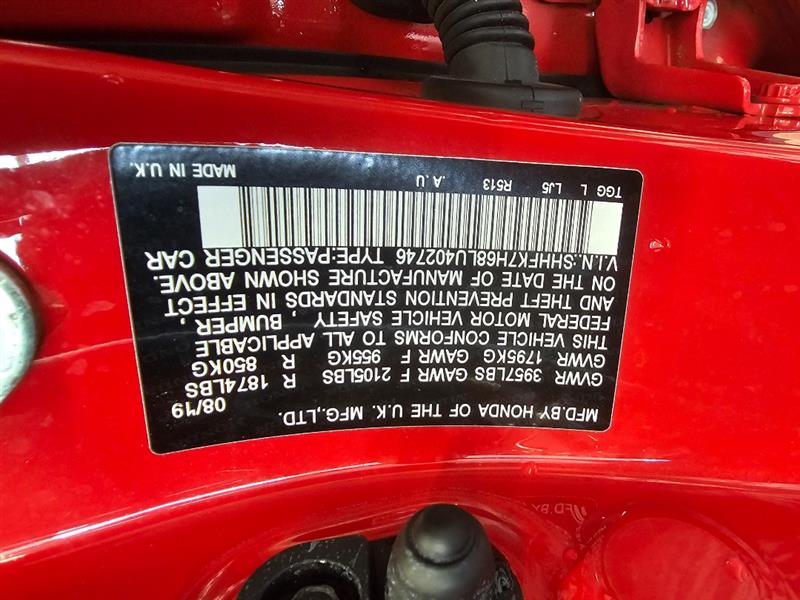 MFD.BY HONDA OF THE U.K. MFG.,LTD. 08/19
GVWR 3957LBS GAWR F 2105LBS R 1874LBS
GVWR 1795KG GAWR F 955KG R 850KG
THIS VEHICLE CONFORMS TO ALL APPLICABLE
FEDERAL MOTOR VEHICLE SAFETY, BUMPER,
AND THEFT PREVENTION STANDARDS IN EFFECT
ON THE DATE OF MANUFACTURE SHOWN ABOVE.
V.I.N.:SHHFK7H68LU402746 TYPE:PASSENGER CAR
TGG L LJ5 R513 .A.U MADE IN U.K.